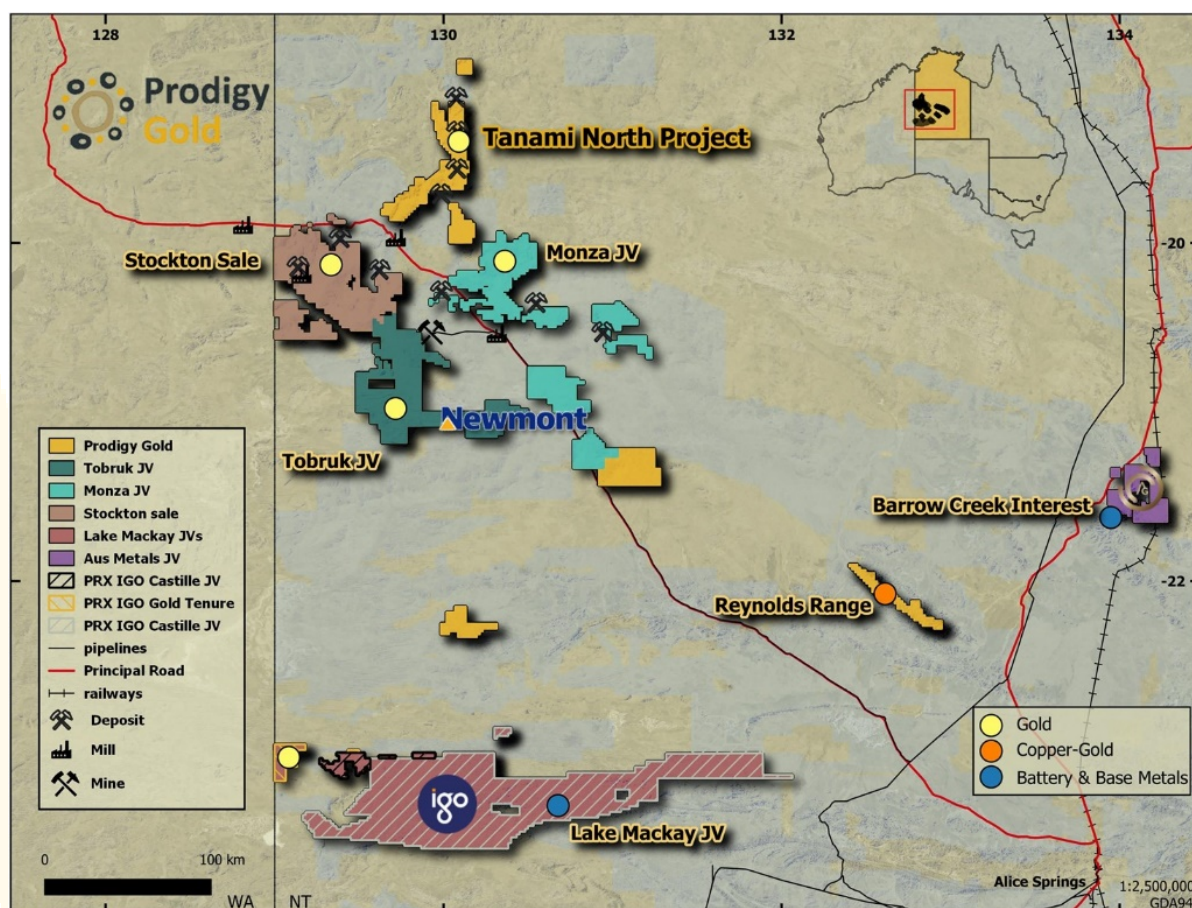 128
130
132
134
Prodigy
Gold
Tanami North Project
-20
Stockton Sale
Monza JV
Newmont
Tobruk JV
Prodigy Gold
Tobruk JV
Monza JV
Stockton sale
Lake Mackay JVs
Aus Metals JV
PRX IGO Castille JV
PRX IGO Gold Tenure
PRX IGO Castille JV
pipelines
Principal Road
railways
Deposit
Mill
Mine
Barrow Creek Interest
-22
Reynolds Range
Gold
Copper-Gold
Battery & Base Metals
igo
Lake Mackay JV
0
100 km
WA
NT
Alice Springs
1:2,500,000
GDA94